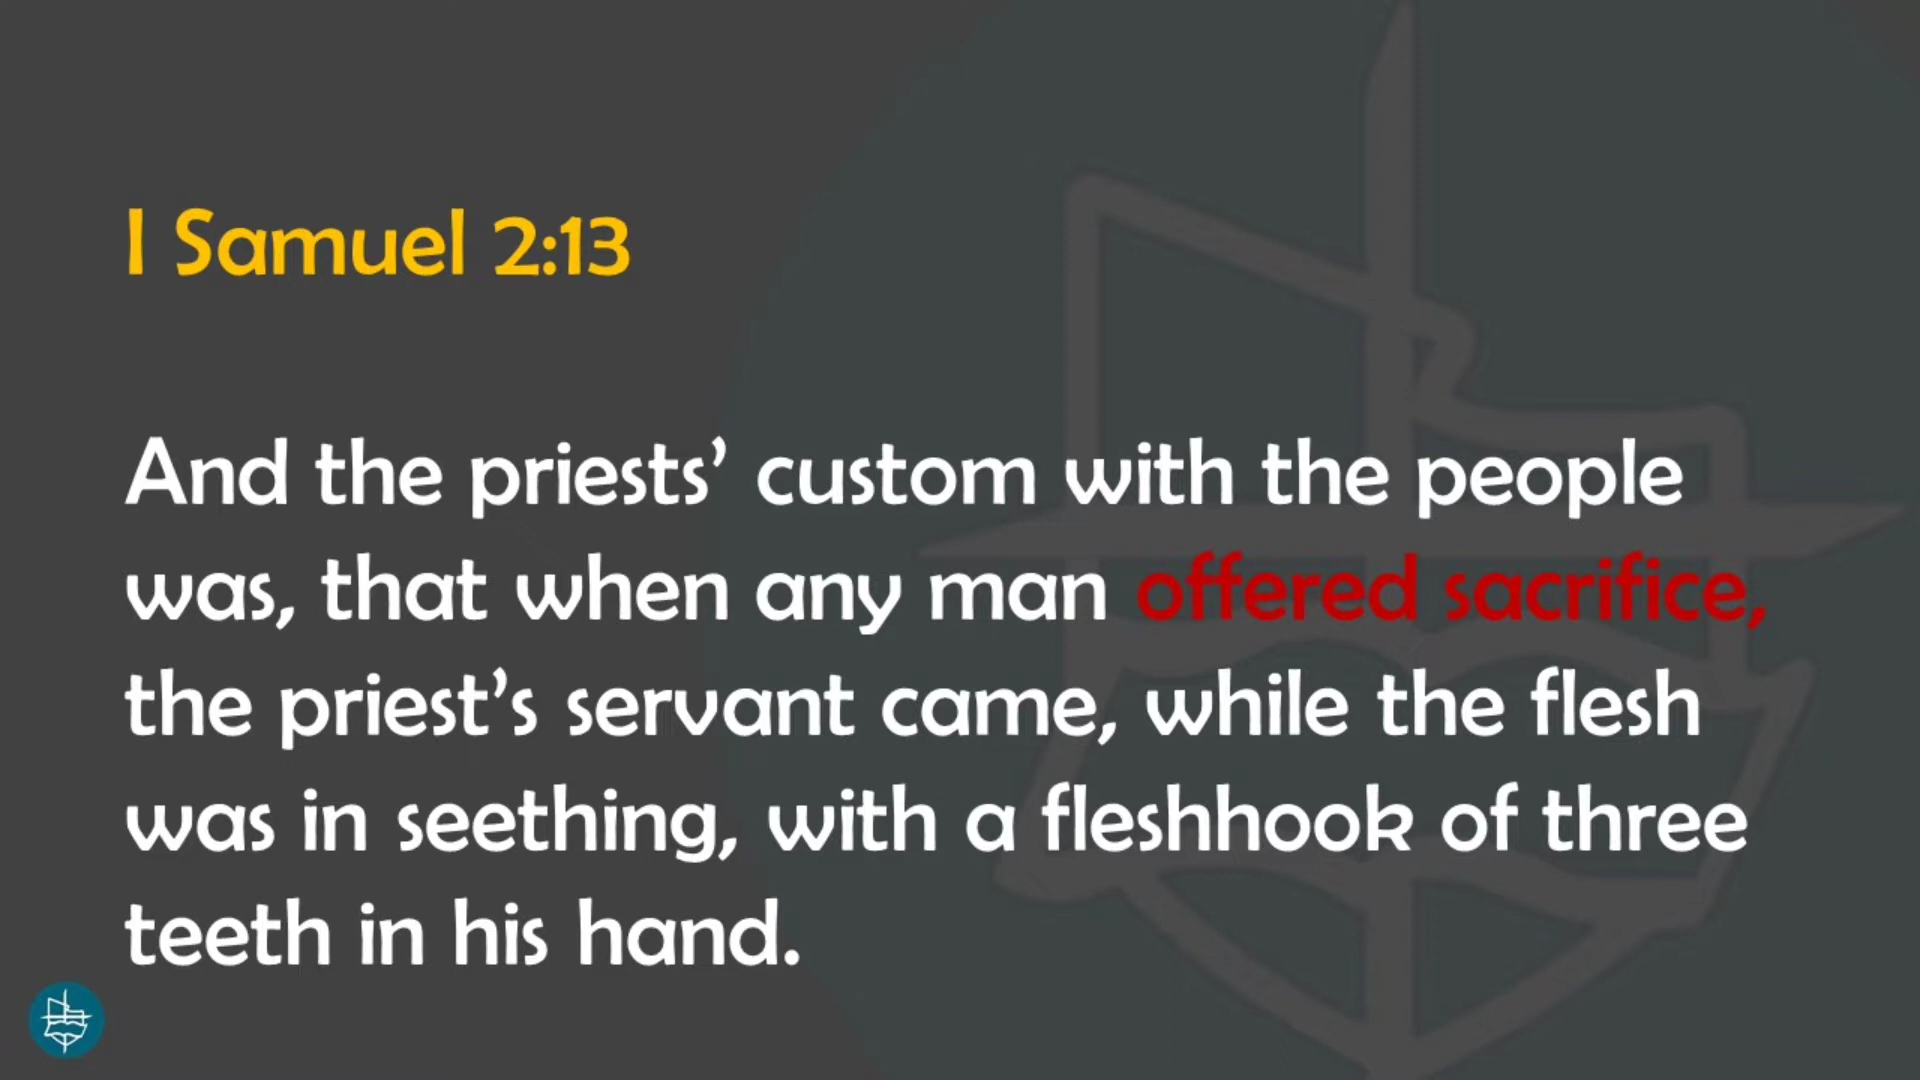 I Samuel 2:13
And the priests’ custom with the people
was, that when any man offered sacrifice,
the priest’s servant came, while the flesh
was in seething, with a fleshhook of three
teeth in his hand.